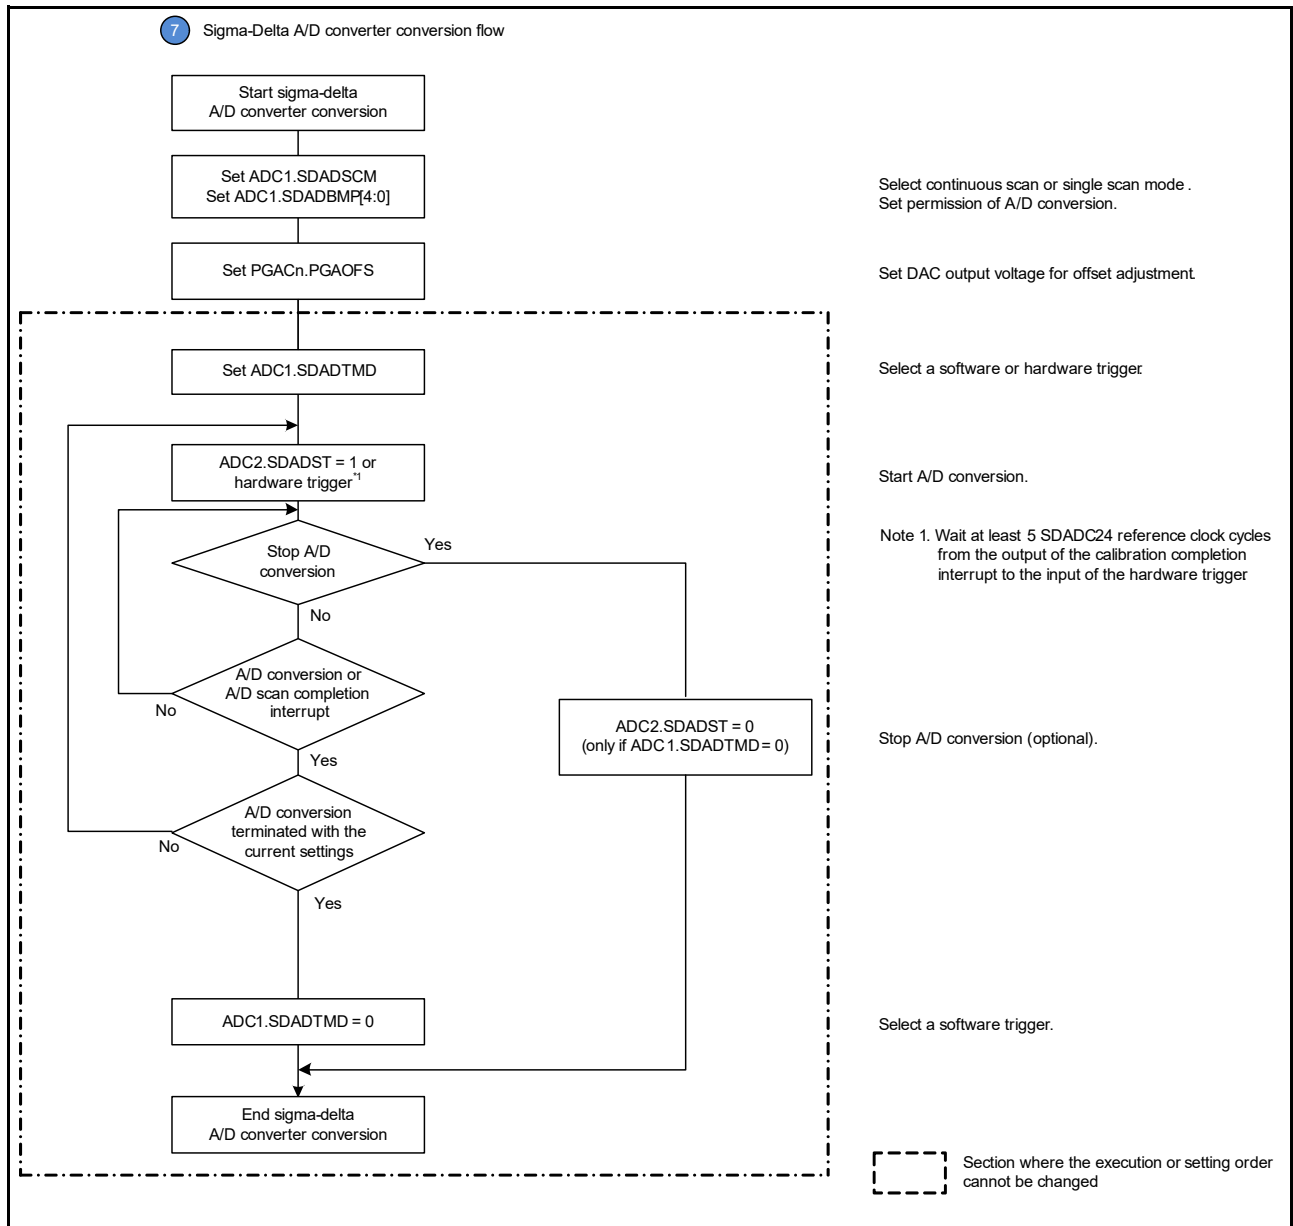 7 Sigma-Delta A/D converter conversion flow
Start sigma-delta
A/D converter conversion
Set ADC1.SDADSCM
Set ADC1.SDADBMP[4:0]
Select continuous scan or single scan mode .
Set permission of A/D conversion.
Set PGACn.PGAOFS
Set DAC output voltage for offset adjustment.
Set ADC1.SDADTMD
Select a software or hardware trigger.
ADC2.SDADST = 1 or
hardware trigger*1
Start A/D conversion.
Note 1. Wait at least 5 SDADC24 reference clock cycles
from the output of the calibration completion
interrupt to the input of the hardware trigger
Stop A/D
conversion
Yes
No
A/D conversion or
A/D scan completion
interrupt
No
Yes
ADC2.SDADST = 0
(only if ADC1.SDADTMD = 0)
Stop A/D conversion (optional).
A/D conversion
terminated with the
current settings
No
Yes
ADC1.SDADTMD = 0
Select a software trigger.
End sigma-delta
A/D converter conversion
Section where the execution or setting order
cannot be changed